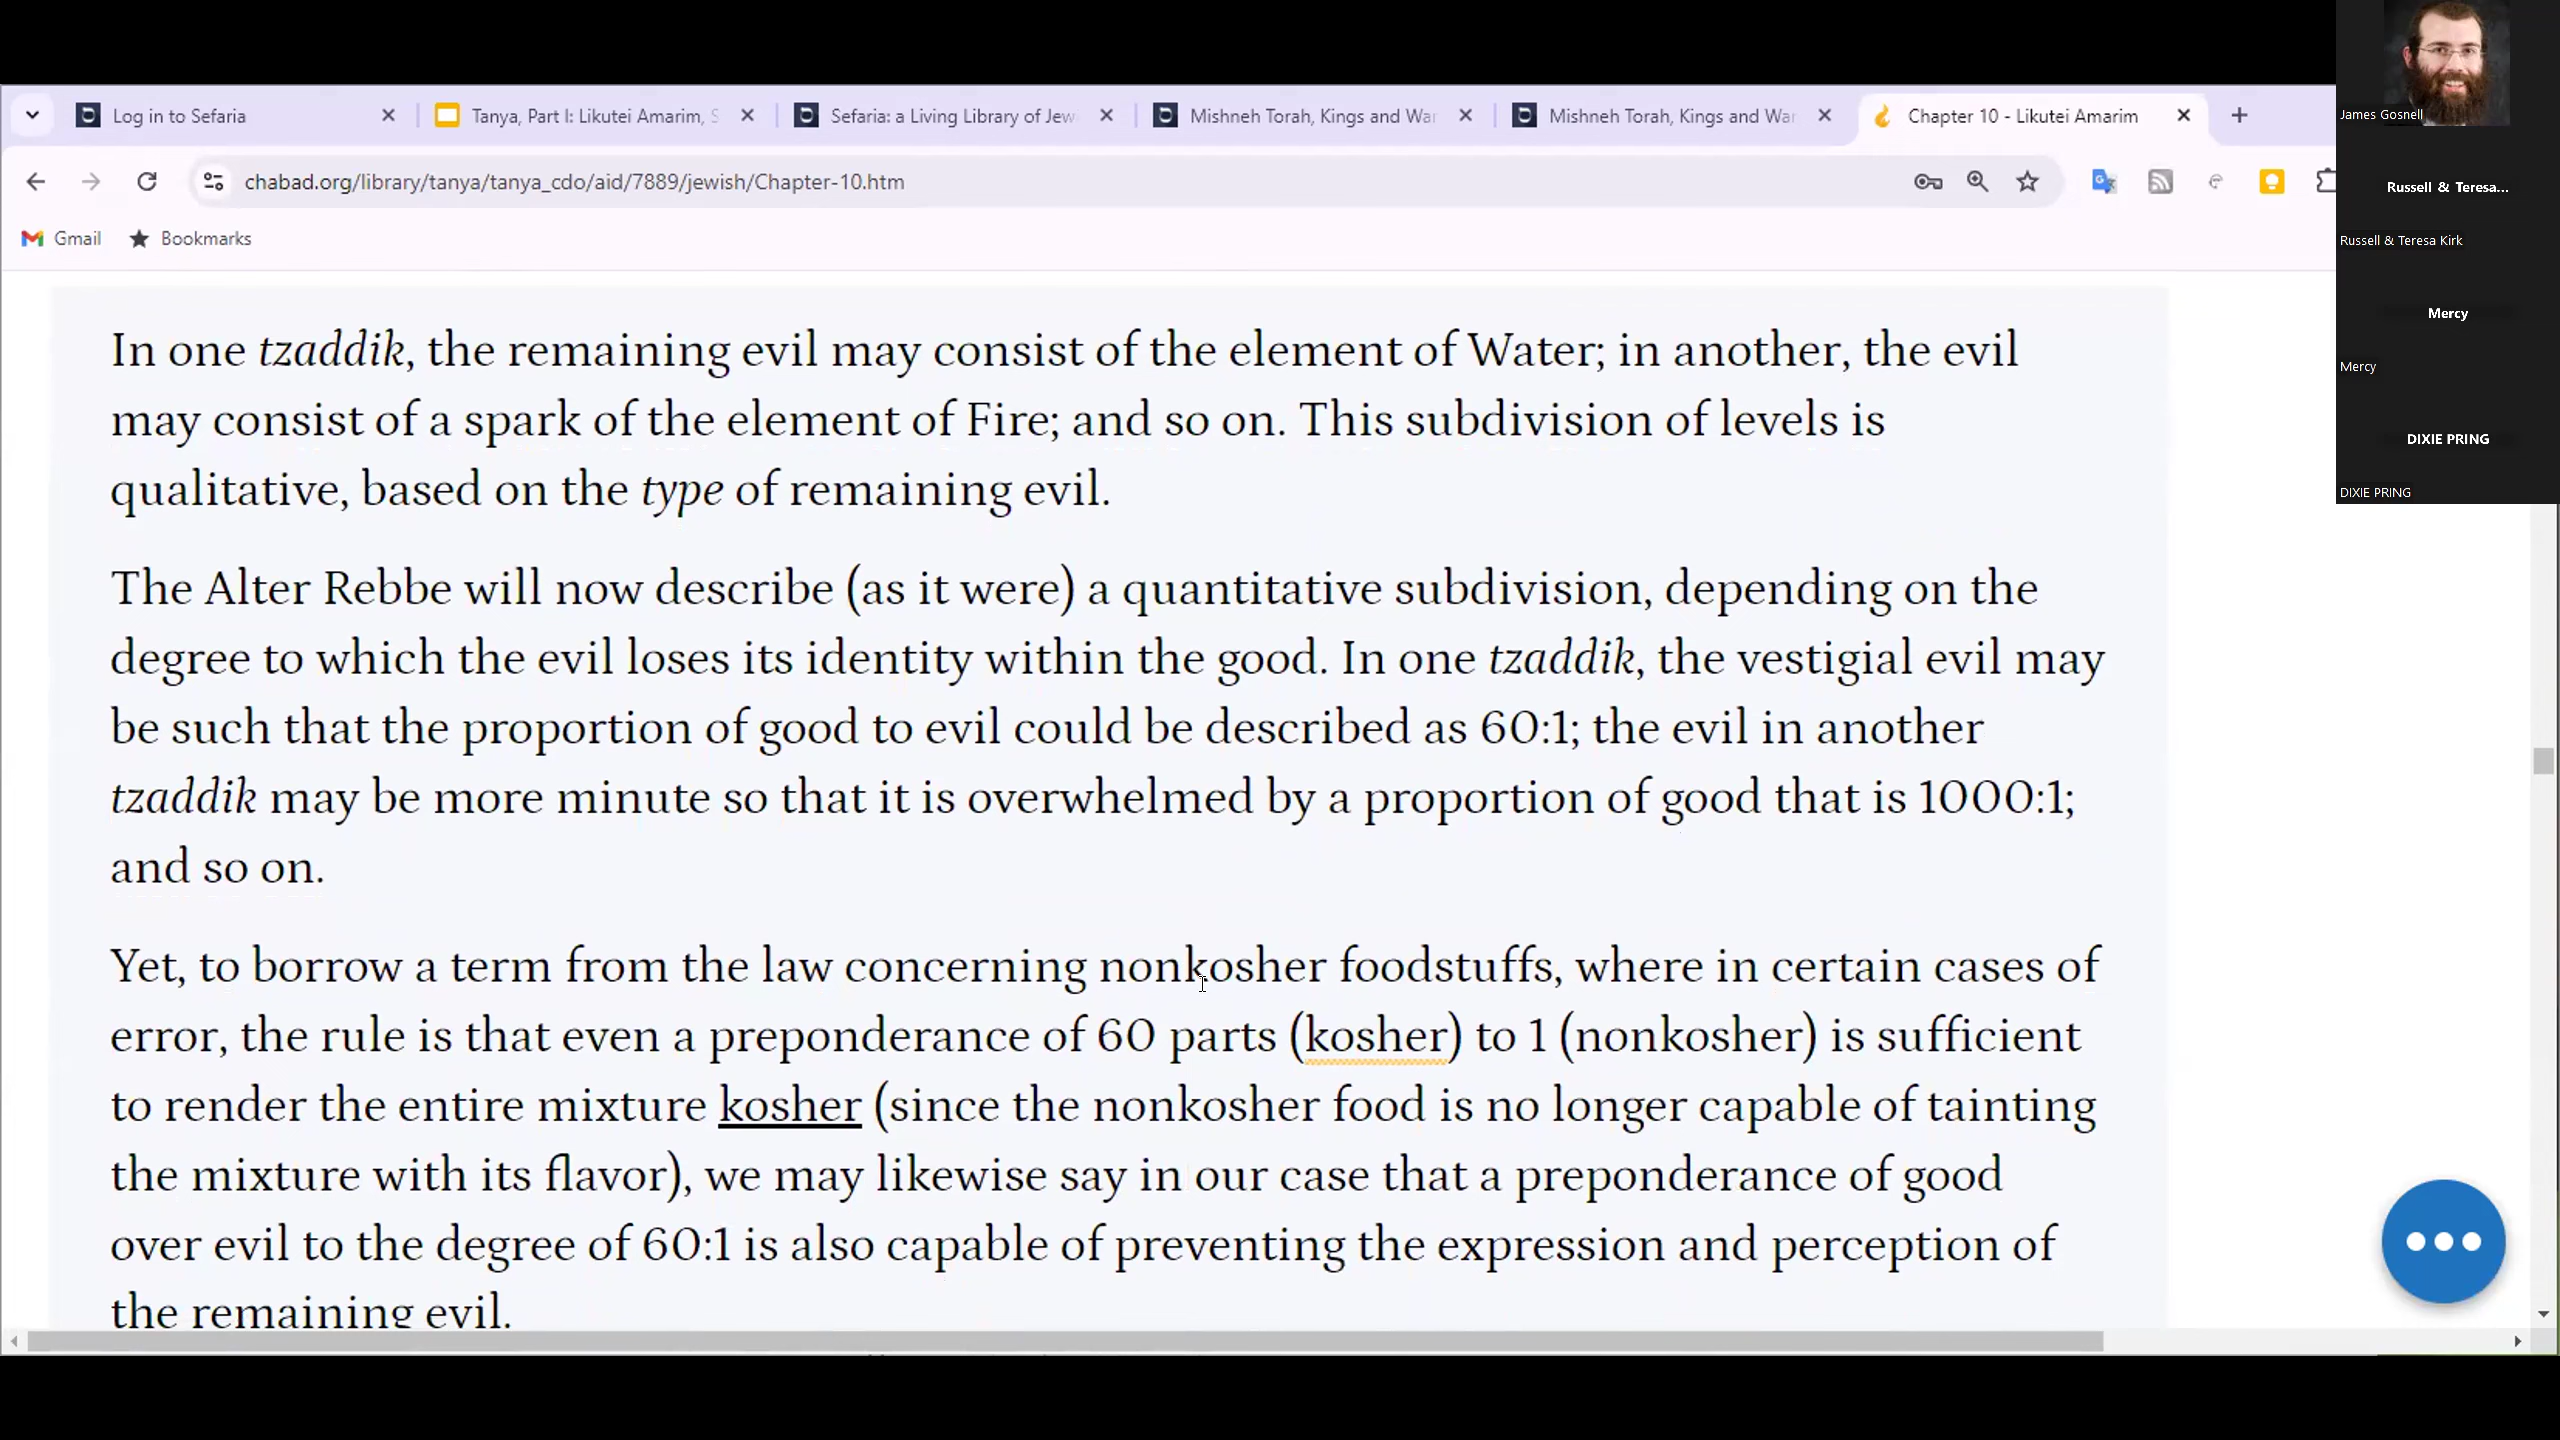 Log in to Sefaria
Tanya, Part I: Likutei Amarim, S
Sefaria: a Living Library of Jew
Mishneh Torah, Kings and War
Mishneh Torah, Kings and War
Chapter 10 - Likutei Amarim
chabad.org/library/tanya/tanya_cdo/aid/7889/jewish/Chapter-10.htm
Gmail
Bookmarks
In one tzaddik, the remaining evil may consist of the element of Water; in another, the evil
may consist of a spark of the element of Fire; and so on. This subdivision of levels is
qualitative, based on the type of remaining evil.
The Alter Rebbe will now describe (as it were) a quantitative subdivision, depending on the
degree to which the evil loses its identity within the good. In one tzaddik, the vestigial evil may
be such that the proportion of good to evil could be described as 60:1; the evil in another
tzaddik may be more minute so that it is overwhelmed by a proportion of good that is 1000:1;
and so on.
Yet, to borrow a term from the law concerning nonkosher foodstuffs, where in certain cases of
error, the rule is that even a preponderance of 60 parts (kosher) to 1 (nonkosher) is sufficient
to render the entire mixture kosher (since the nonkosher food is no longer capable of tainting
the mixture with its flavor), we may likewise say in our case that a preponderance of good
over evil to the degree of 60:1 is also capable of preventing the expression and perception of
the remaining evil.
James Gosnell
Russell & Teresa...
Russell & Teresa Kirk
Mercy
Mercy
DIXIE PRING
DIXIE PRING